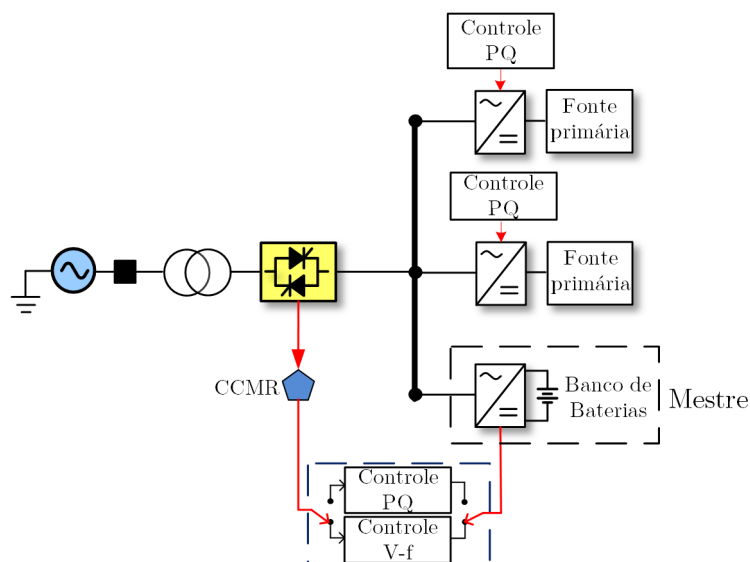 Controle
PQ
Fonte
primária
Controle
PQ
Fonte
primária
CCMR
Banco de
Baterias
Mestre
Controle
PQ
Controle
V-f